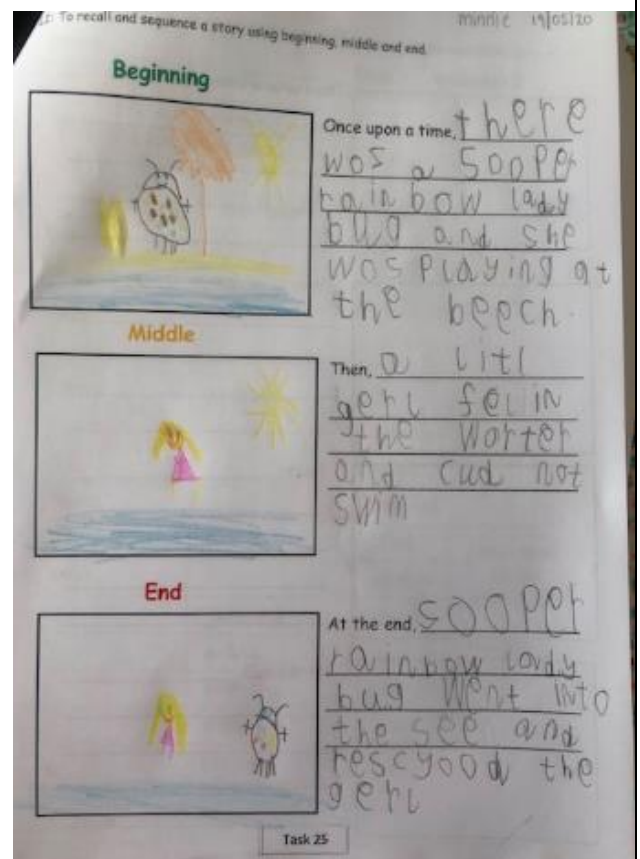 LI: To recall and sequence a story using beginning, middle and end.
Minnie 19/05/20
Beginning
Once upon a time, there
wos a sooper
rainbow lady
bug and she
wos playing at
the beech.
Middle
Then, a litl
gerl fel in
the worter
and cud not
swim
End
At the end, sooper
rainbow lady
bug went into
the see and
rescyood the
gerl
Task 25